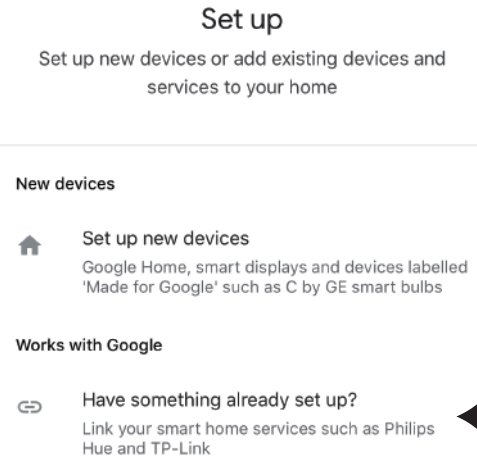 Set up
Set up new devices or add existing devices and
services to your home
New devices
Set up new devices
Google Home, smart displays and devices labelled
'Made for Google' such as C by GE smart bulbs
Works with Google
Have something already set up?
Link your smart home services such as Philips
Hue and TP-Link